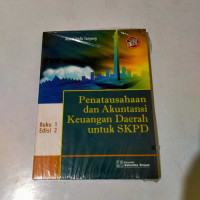 Penatausahaan
dan Akuntansi
Keuangan Daerah
untuk SKPD
Buku 1
Edisi 2